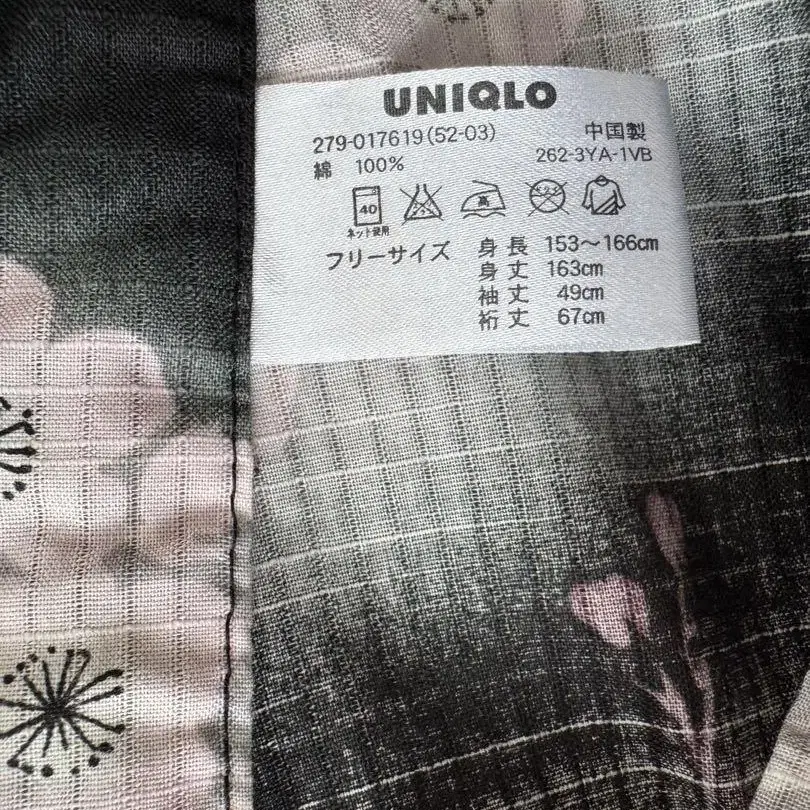 UNIQLO
279-017619(52-03) 中国製
綿 100% 262-3YA-1VB
40 高
ネット使用
フリーサイズ 身長 153～166cm
身丈 163cm
袖丈 49cm
裄丈 67cm